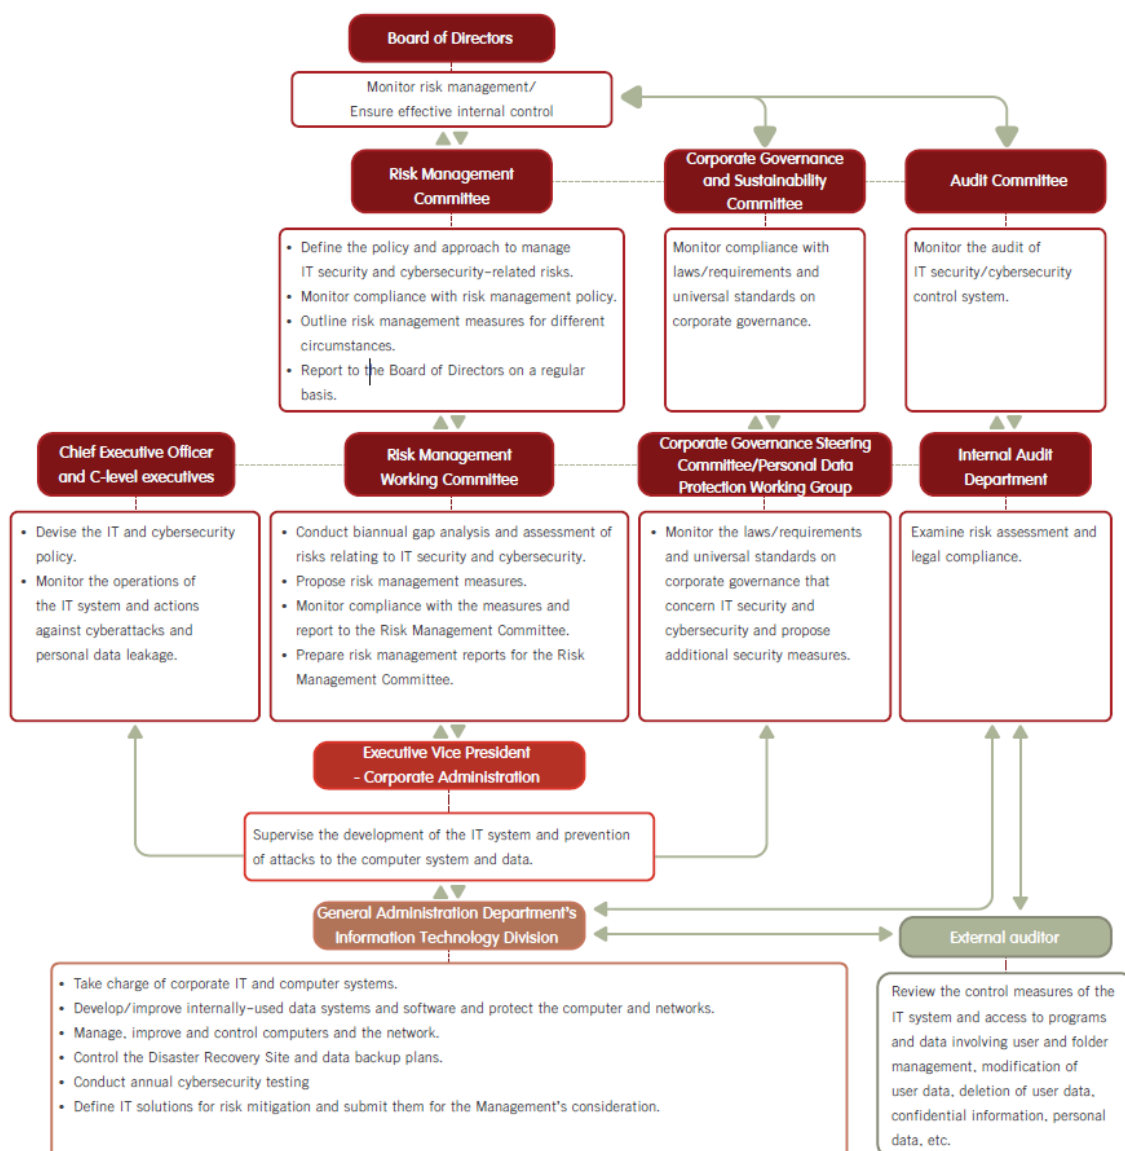 Board of Directors
Monitor risk management/
Ensure effective internal control
Risk Management
Committee
Corporate Governance
and Sustainability
Committee
Audit Committee
• Define the policy and approach to manage
IT security and cybersecurity-related risks.
• Monitor compliance with risk management policy.
• Outline risk management measures for different
circumstances.
• Report to the Board of Directors on a regular
basis.
Monitor compliance with
laws/requirements and
universal standards on
corporate governance.
Monitor the audit of
IT security/cybersecurity
control system.
Chief Executive Officer
and C-level executives
Risk Management
Working Committee
Corporate Governance Steering
Committee/Personal Data
Protection Working Group
Internal Audit
Department
• Devise the IT and cybersecurity
policy.
• Monitor the operations of
the IT system and actions
against cyberattacks and
personal data leakage.
• Conduct biannual gap analysis and assessment of
risks relating to IT security and cybersecurity.
• Propose risk management measures.
• Monitor compliance with the measures and
report to the Risk Management Committee.
• Prepare risk management reports for the Risk
Management Committee.
• Monitor the laws/requirements
and universal standards on
corporate governance that
concern IT security and
cybersecurity and propose
additional security measures.
Examine risk assessment and
legal compliance.
Executive Vice President
- Corporate Administration
Supervise the development of the IT system and prevention
of attacks to the computer system and data.
General Administration Department's
Information Technology Division
External auditor
• Take charge of corporate IT and computer systems.
• Develop/improve internally-used data systems and software and protect the computer and networks.
• Manage, improve and control computers and the network.
• Control the Disaster Recovery Site and data backup plans.
• Conduct annual cybersecurity testing
• Define IT solutions for risk mitigation and submit them for the Management's consideration.
Review the control measures of the
IT system and access to programs
and data involving user and folder
management, modification of
user data, deletion of user data,
confidential information, personal
data, etc.